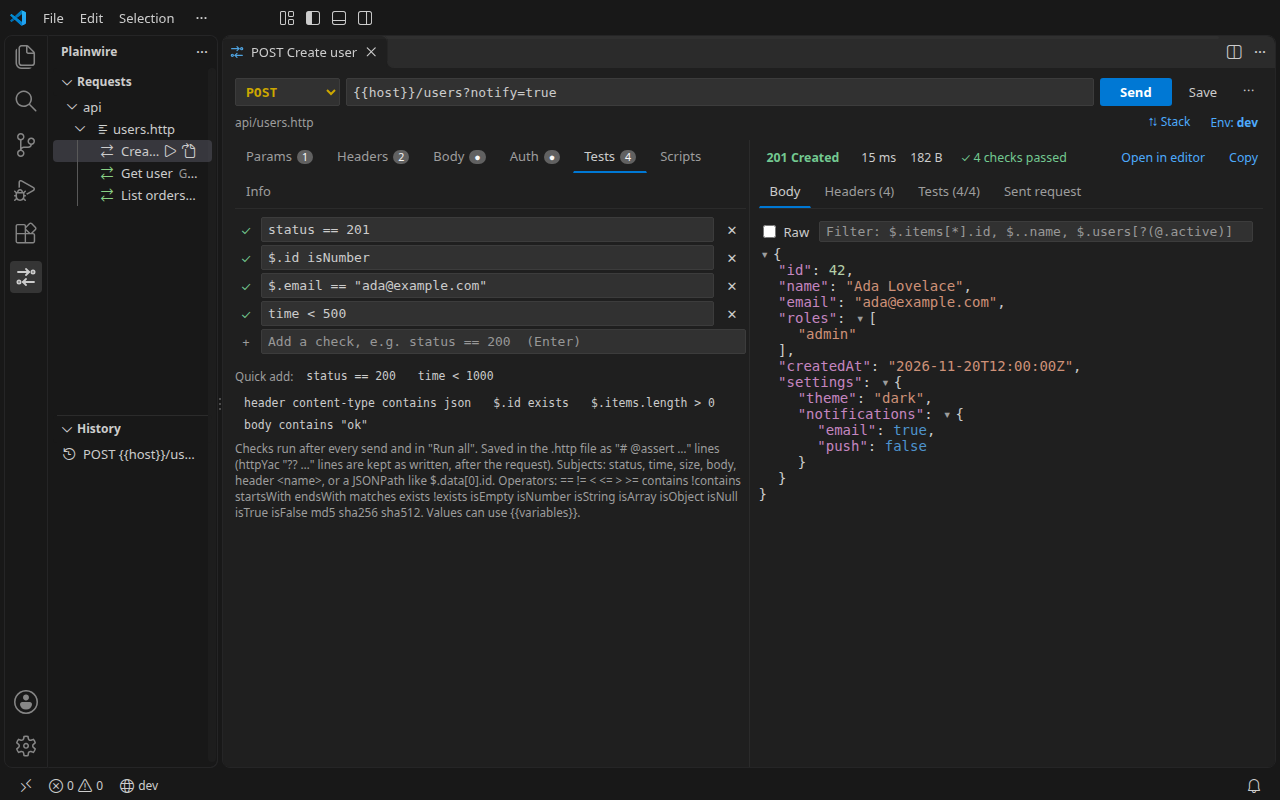 File Edit Selection ···
Plainwire ···
Requests
api
users.http
Crea...
Get user G...
List orders...
History
POST {{host}}/us...
POST Create user
POST {{host}}/users?notify=true Send Save ···
api/users.http Stack Env: dev
Params 1 Headers 2 Body Auth Tests 4 Scripts
Info
status == 201
$.id isNumber
$.email == "ada@example.com"
time < 500
+ Add a check, e.g. status == 200 (Enter)
Quick add: status == 200 time < 1000
header content-type contains json $.id exists $.items.length > 0
body contains "ok"
Checks run after every send and in "Run all". Saved in the .http file as "# @assert ..." lines
(httpYac "?? ..." lines are kept as written, after the request). Subjects: status, time, size, body,
header <name>, or a JSONPath like $.data[0].id. Operators: == != < <= > >= contains !contains
startsWith endsWith matches exists !exists isEmpty isNumber isString isArray isObject isNull
isTrue isFalse md5 sha256 sha512. Values can use {{variables}}.
201 Created 15 ms 182 B ✓ 4 checks passed Open in editor Copy
Body Headers (4) Tests (4/4) Sent request
Raw Filter: $.items[*].id, $..name, $.users[?(@.active)]
{
"id": 42,
"name": "Ada Lovelace",
"email": "ada@example.com",
"roles": [
"admin"
],
"createdAt": "2026-11-20T12:00:00Z",
"settings": {
"theme": "dark",
"notifications": {
"email": true,
"push": false
}
}
}
0 0 dev